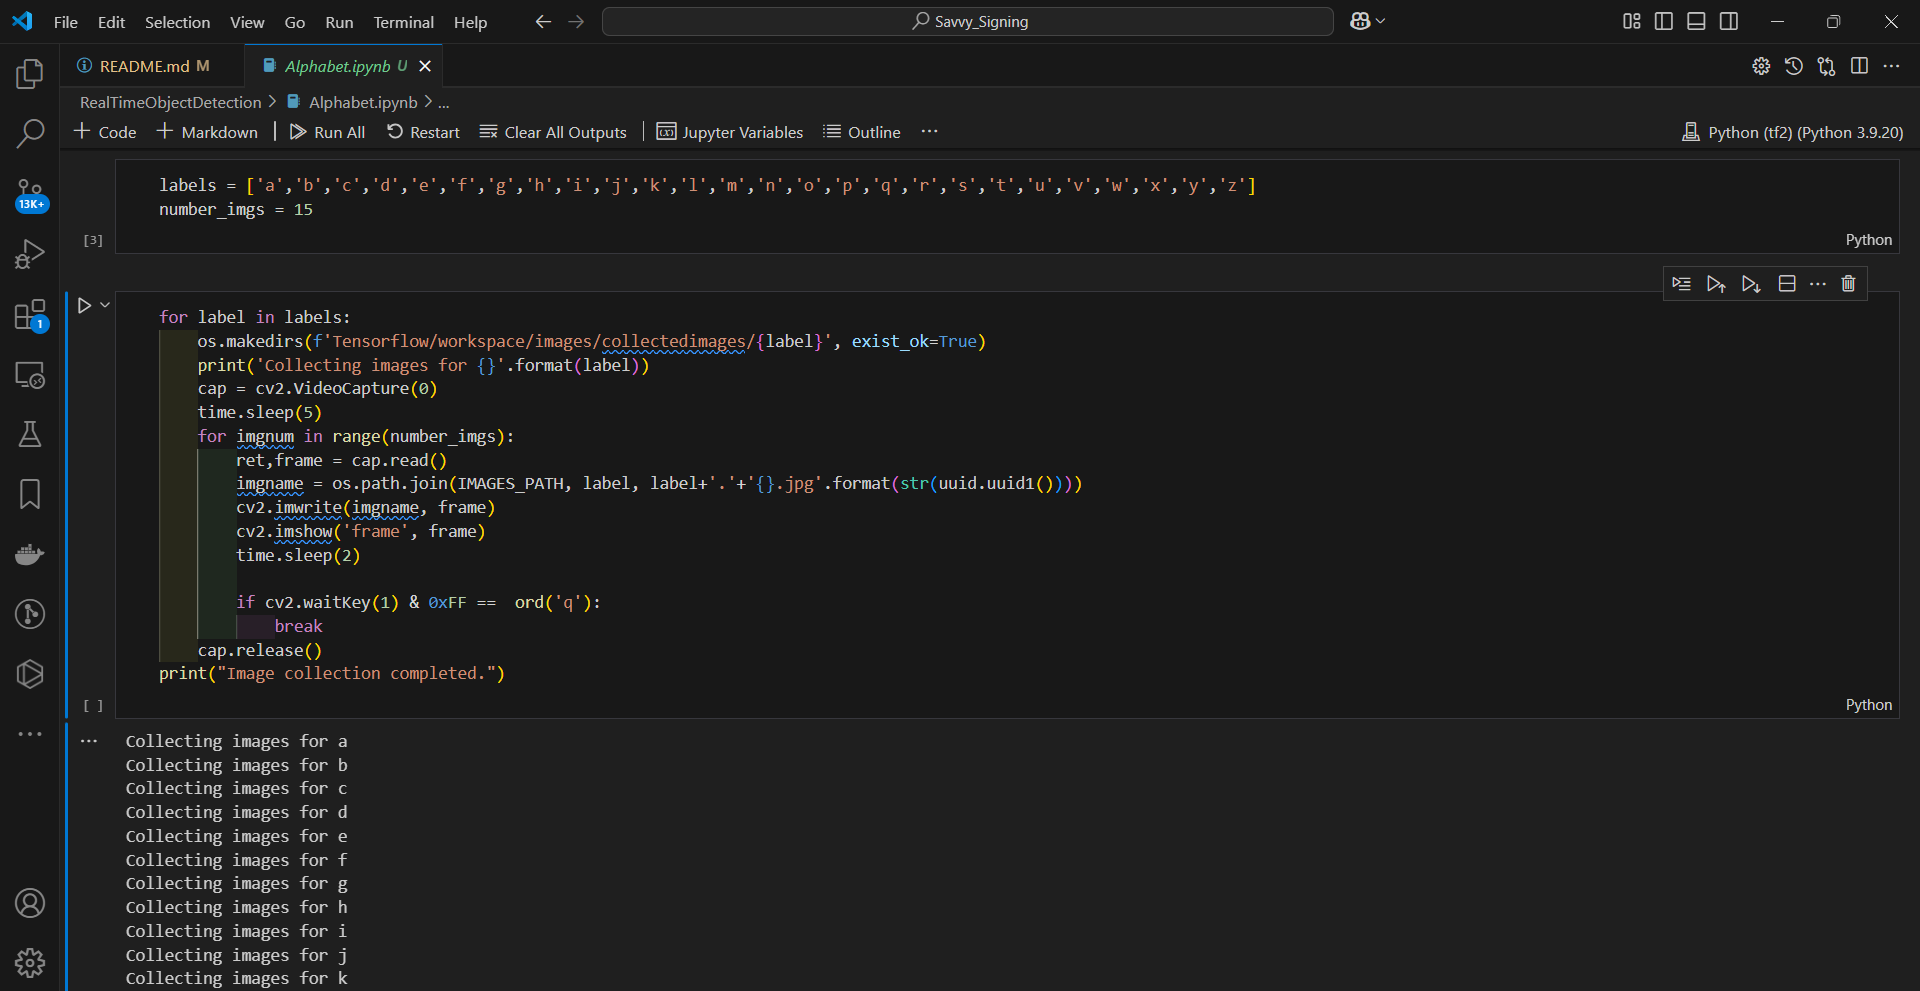 File Edit Selection View Go Run Terminal Help Savvy_Signing
README.md M Alphabet.ipynb U
RealTimeObjectDetection > Alphabet.ipynb > ...
+ Code + Markdown | Run All Restart Clear All Outputs | Jupyter Variables Outline ... Python (tf2) (Python 3.9.20)
labels = ['a','b','c','d','e','f','g','h','i','j','k','l','m','n','o','p','q','r','s','t','u','v','w','x','y','z']
number_imgs = 15
[3]
Python
13K+
1
for label in labels:
    os.makedirs(f'Tensorflow/workspace/images/collectedimages/{label}', exist_ok=True)
    print('Collecting images for {}'.format(label))
    cap = cv2.VideoCapture(0)
    time.sleep(5)
    for imgnum in range(number_imgs):
        ret,frame = cap.read()
        imgname = os.path.join(IMAGES_PATH, label, label+'.'+'{}.jpg'.format(str(uuid.uuid1())))
        cv2.imwrite(imgname, frame)
        cv2.imshow('frame', frame)
        time.sleep(2)
        if cv2.waitKey(1) & 0xFF ==  ord('q'):
            break
    cap.release()
print("Image collection completed.")
[ ]
Python
... Collecting images for a
Collecting images for b
Collecting images for c
Collecting images for d
Collecting images for e
Collecting images for f
Collecting images for g
Collecting images for h
Collecting images for i
Collecting images for j
Collecting images for k